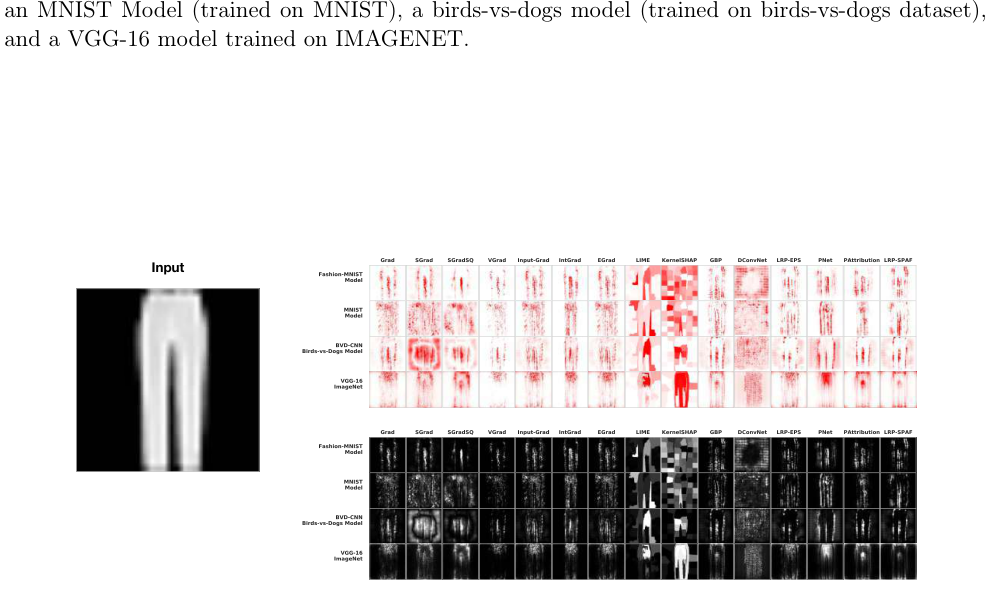 an MNIST Model (trained on MNIST), a birds-vs-dogs model (trained on birds-vs-dogs dataset),
and a VGG-16 model trained on IMAGENET.
Input
Grad SGrad SGradSQ VGrad Input-Grad IntGrad EGrad LIME KernelSHAP GBP DConvNet LRP-EPS PNet PAttribution LRP-SPAF
Fashion-MNIST
Model
MNIST
Model
BVD-CNN
Birds-vs-Dogs Model
VGG-16
ImageNet
Grad SGrad SGradSQ VGrad Input-Grad IntGrad EGrad LIME KernelSHAP GBP DConvNet LRP-EPS PNet PAttribution LRP-SPAF
Fashion-MNIST
Model
MNIST
Model
BVD-CNN
Birds-vs-Dogs Model
VGG-16
ImageNet